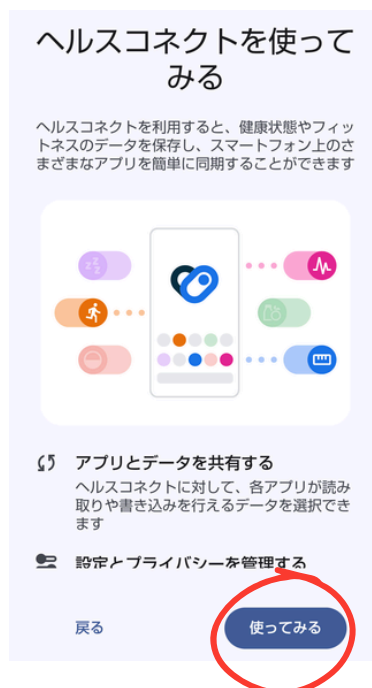 ヘルスコネクトを使って
みる
ヘルスコネクトを利用すると、健康状態やフィッ
トネスのデータを保存し、スマートフォン上のさ
まざまなアプリを簡単に同期することができます
zzz
アプリとデータを共有する
ヘルスコネクトに対して、各アプリが読み
取りや書き込みを行えるデータを選択でき
ます
設定とプライバシーを管理する
戻る
使ってみる